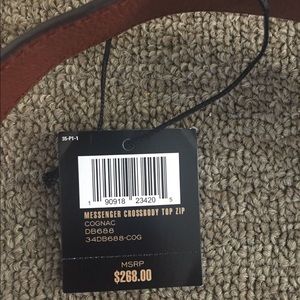 35-P1-1
1 90918 23420 5
MESSENGER CROSSBODY TOP ZIP
COGNAC
DB688
34DB688-COG
MSRP
$268.00